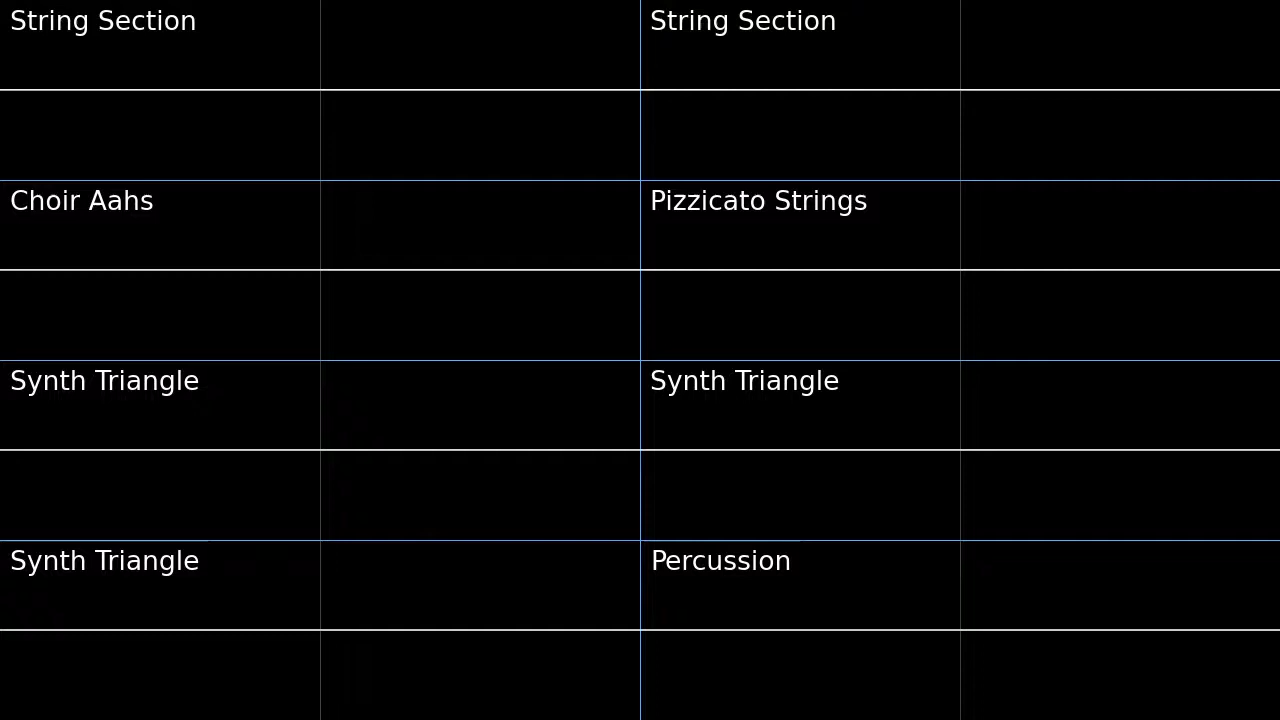 String Section
String Section
Choir Aahs
Pizzicato Strings
Synth Triangle
Synth Triangle
Synth Triangle
Percussion